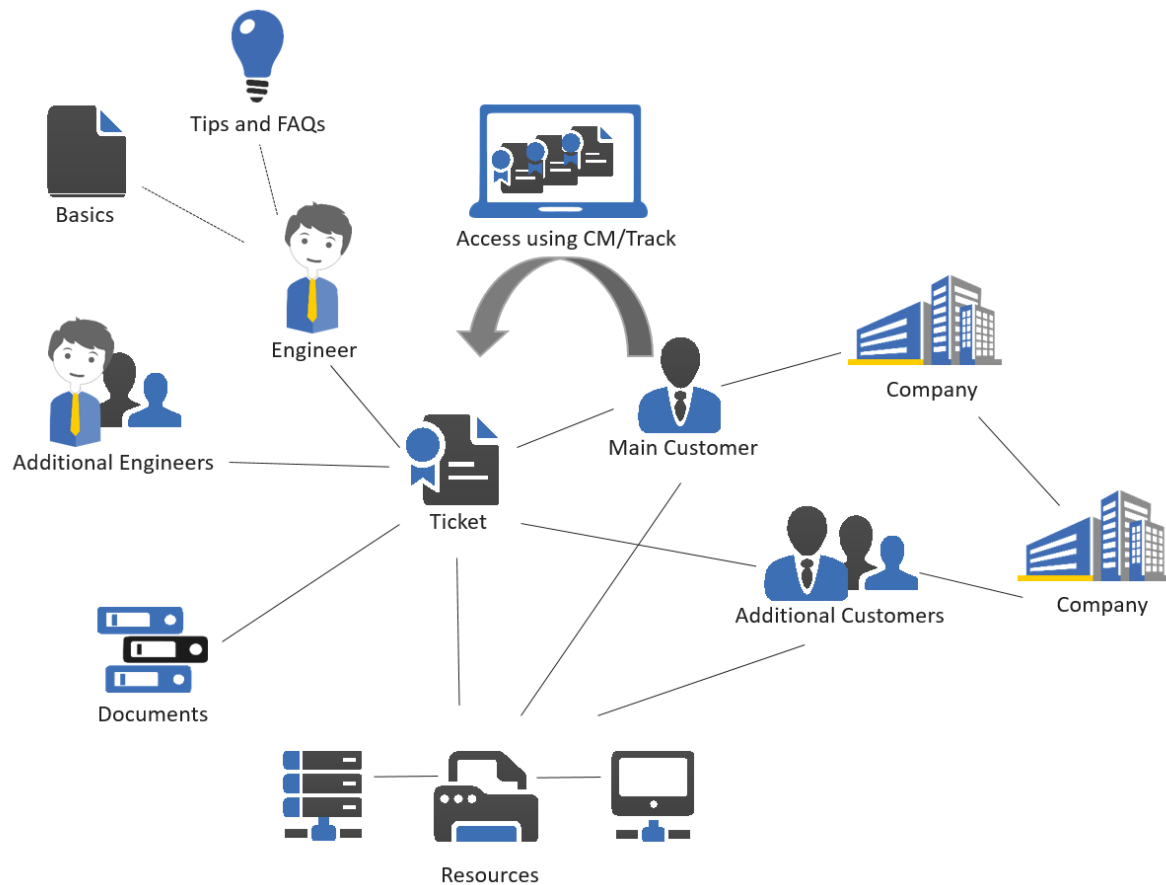 Tips and FAQs
Basics
Access using CM/Track
Engineer
Company
Main Customer
Additional Engineers
Ticket
Company
Additional Customers
Documents
Resources